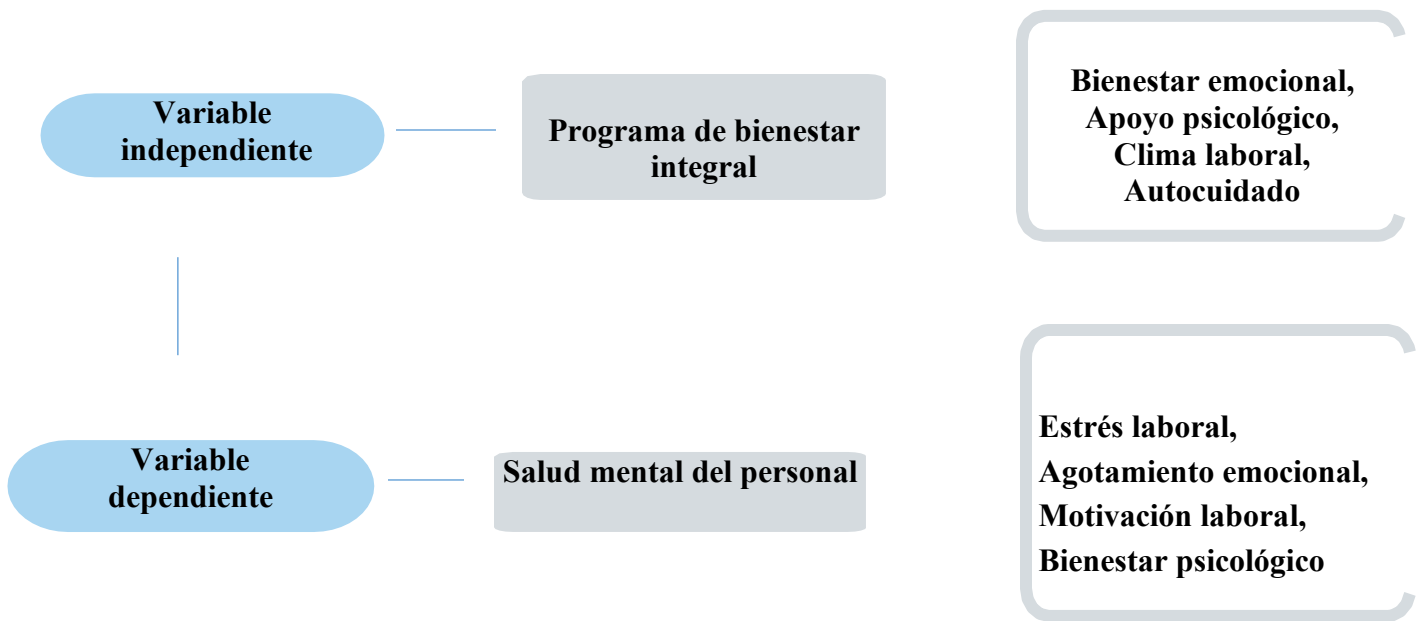 Variable
independiente
Programa de bienestar
integral
Bienestar emocional,
Apoyo psicológico,
Clima laboral,
Autocuidado
Variable
dependiente
Salud mental del personal
Estrés laboral,
Agotamiento emocional,
Motivación laboral,
Bienestar psicológico